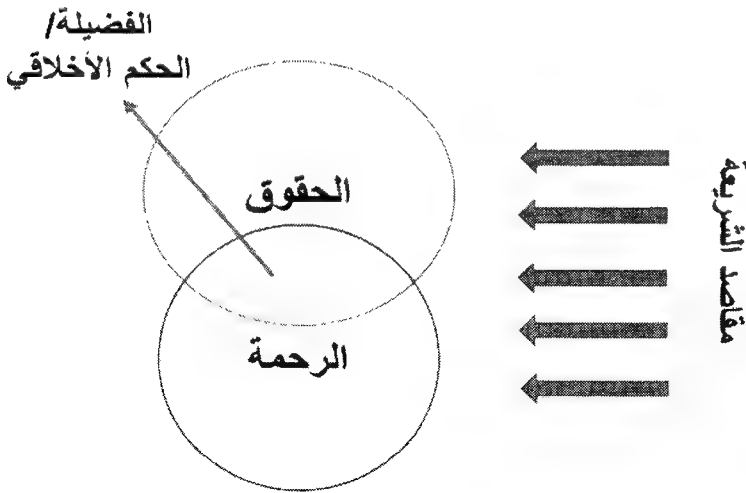 الفضيلة/
الحكم الأخلاقي
الحقوق
الرحمة
مقاصد الشريعة